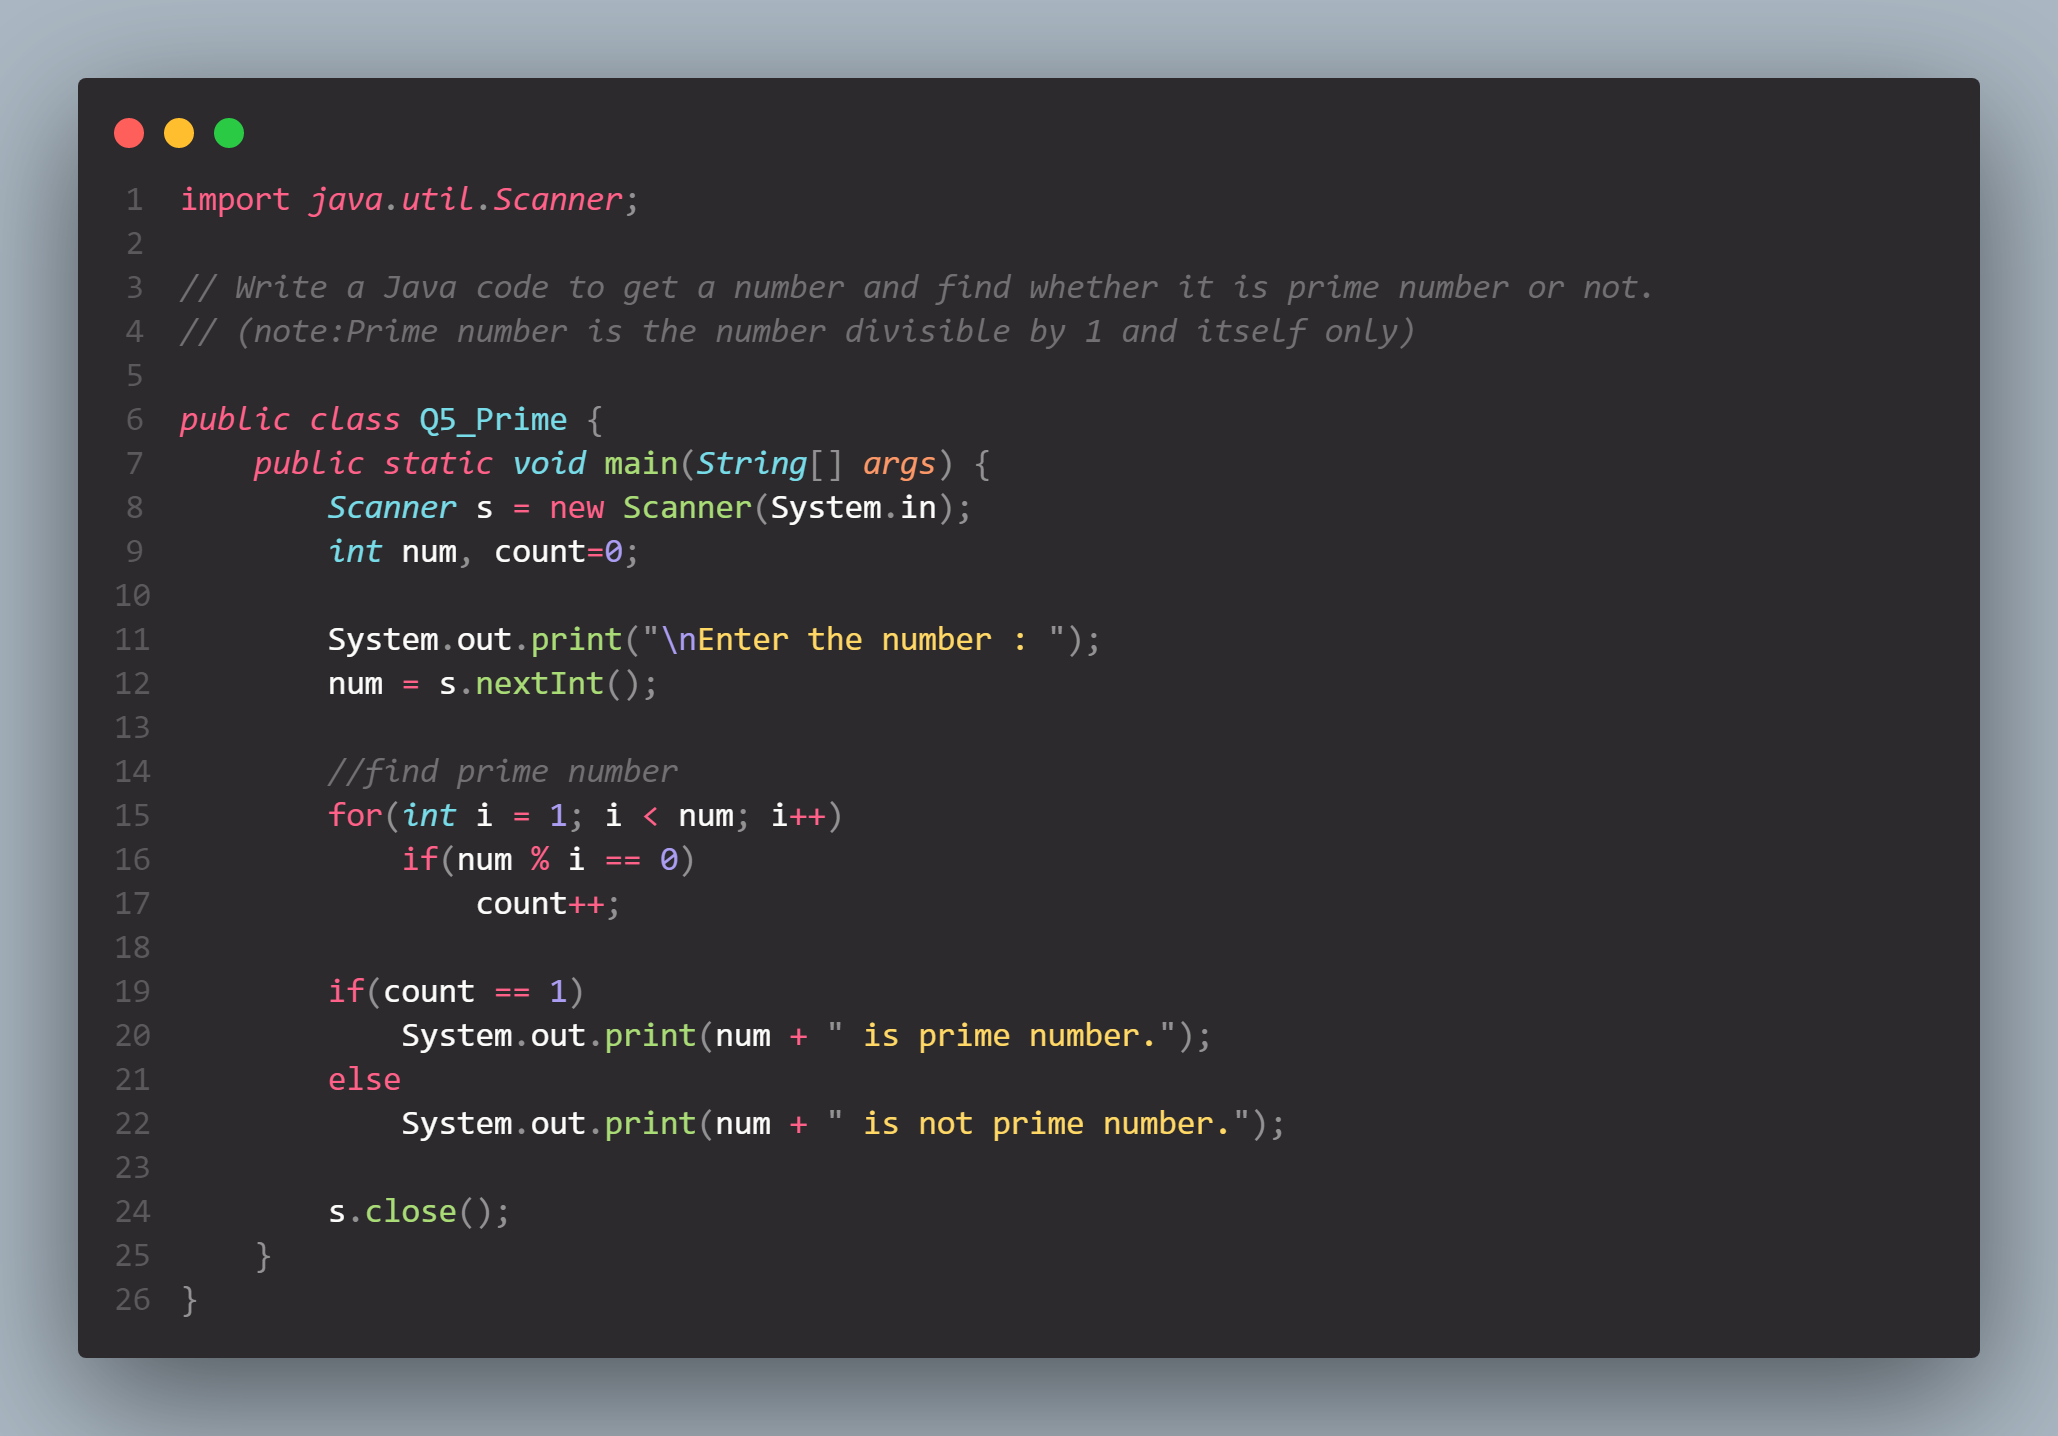 1 import java.util.Scanner;
2
3 // Write a Java code to get a number and find whether it is prime number or not.
4 // (note:Prime number is the number divisible by 1 and itself only)
5
6 public class Q5_Prime {
7     public static void main(String[] args) {
8         Scanner s = new Scanner(System.in);
9         int num, count=0;
10
11         System.out.print("\nEnter the number : ");
12         num = s.nextInt();
13
14         //find prime number
15         for(int i = 1; i < num; i++)
16             if(num % i == 0)
17                 count++;
18
19         if(count == 1)
20             System.out.print(num + " is prime number.");
21         else
22             System.out.print(num + " is not prime number.");
23
24         s.close();
25     }
26 }